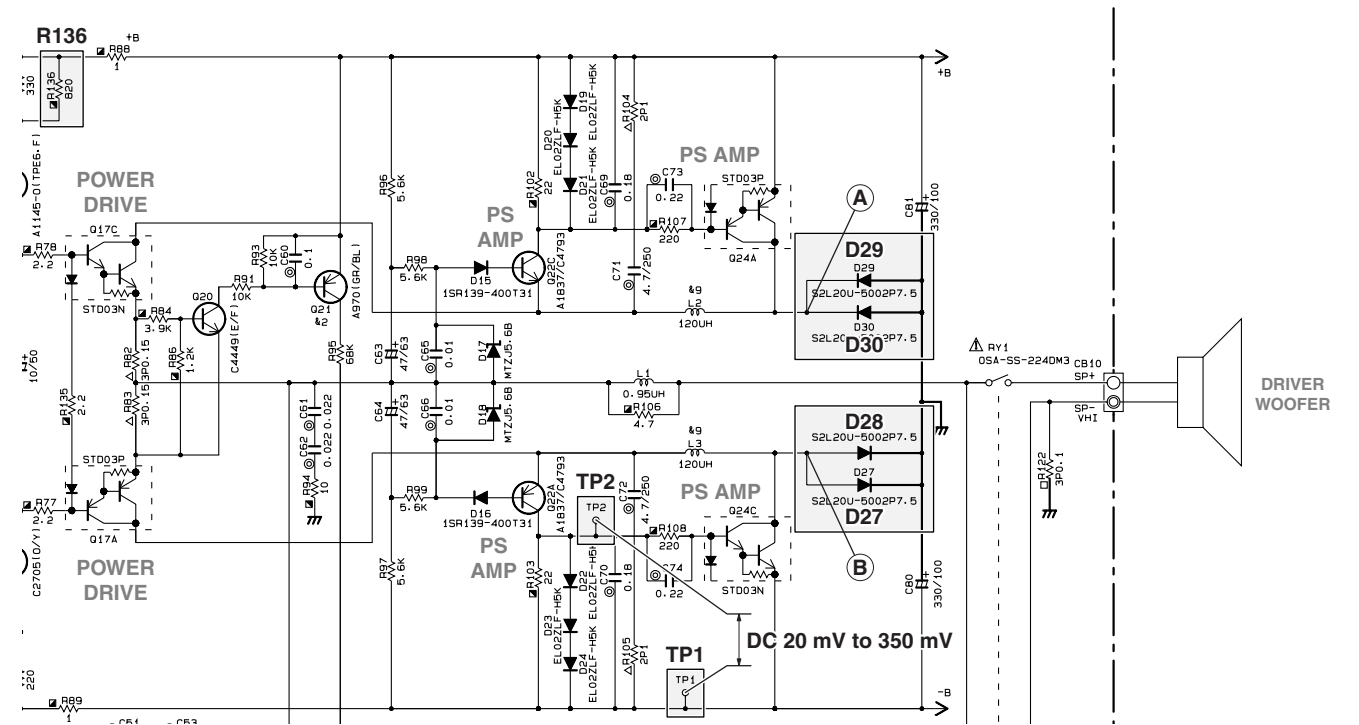 R136
R88
1
+B
+B
330
R136
820
A1145-O(TPE6.F)
POWER
DRIVE
Q17C
R78
2.2
STD03N
R84
3.9K
R86
1.2K
R82
3P0.15
R83
3P0.15
R135
2.2
10/50
Q20
C4449(E/F)
R91
10K
R93
10K
C60
0.1
Q21
&2
A970(GR/BL)
R95
68K
R96
5.6K
R98
5.6K
D15
1SR139-400T31
PS
AMP
Q22C
A1837/C4793
R102
22
D19
EL02ZLF-H5K
D20
EL02ZLF-H5K
D21
EL02ZLF-H5K
C69
0.18
R104
2P1
C71
4.7/250
C73
0.22
R107
220
PS AMP
STD03P
Q24A
&9
L2
120UH
A
D29
D29
S2L20U-5002P7.5
D30
S2L20U-5002P7.5
D30
C81
330/100
C63
47/63
C65
0.01
D17
MTZJ5.6B
C64
47/63
C66
0.01
D18
MTZJ5.6B
C61
0.022
C62
0.022
R94
10
L1
0.95UH
R106
4.7
RY1
OSA-SS-224DM3
CB10
SP+
SP-
VHI
R122
3P0.1
DRIVER
WOOFER
STD03P
R77
2.2
Q17A
C2705(O/Y)
POWER
DRIVE
R99
5.6K
D16
1SR139-400T31
PS
AMP
R97
5.6K
Q22A
A1837/C4793
R103
22
D22
EL02ZLF-H5K
D23
EL02ZLF-H5K
D24
EL02ZLF-H5K
C70
0.18
R105
2P1
TP2
TP2
C72
4.7/250
R108
220
C74
0.22
&9
L3
120UH
PS AMP
Q24C
STD03N
D28
S2L20U-5002P7.5
D27
S2L20U-5002P7.5
D27
B
C80
330/100
DC 20 mV to 350 mV
TP1
TP1
-B
220
R89
1
C51
C53